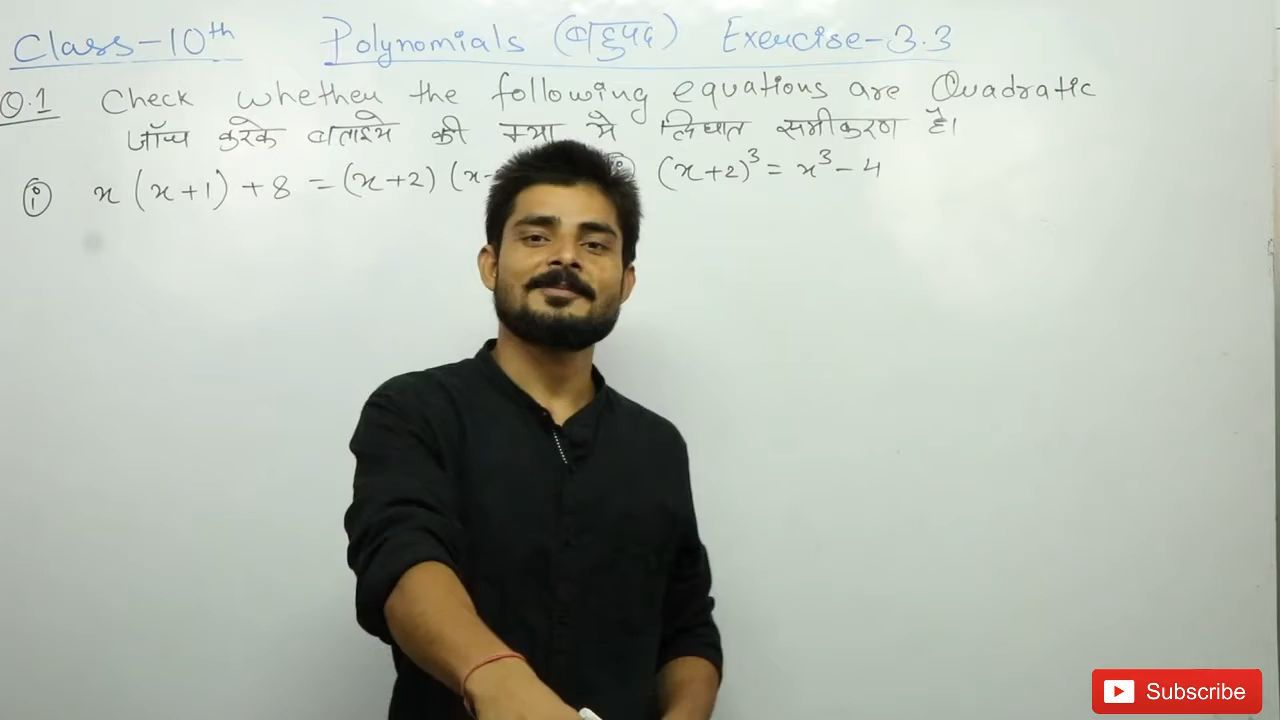 Class-10th Polynomials (बहुपद) Exercise-3.3
Q.1 Check whether the following equations are Quadratic
जाँच करके बताइये की क्या ये द्विघात समीकरण है।
(i) x(x+1)+8 = (x+2)(x- (x+2)³ = x³-4
Subscribe